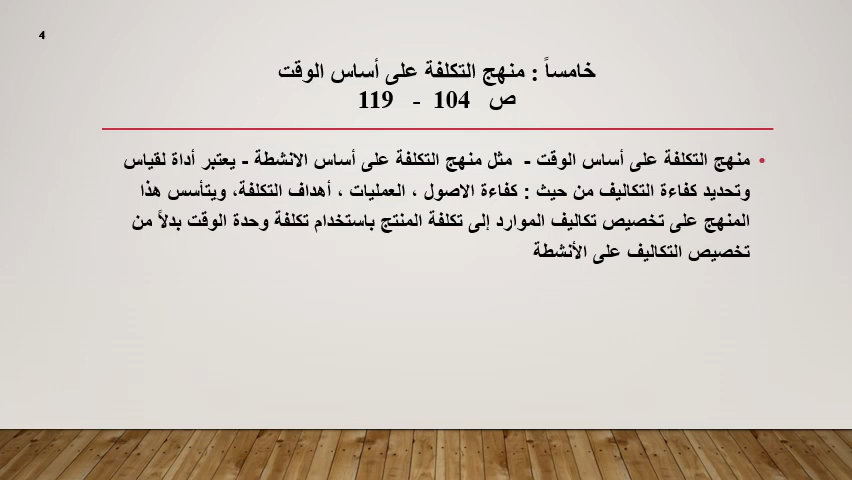 4
خامساً : منهج التكلفة على أساس الوقت
ص 104 - 119
• منهج التكلفة على أساس الوقت - مثل منهج التكلفة على أساس الانشطة - يعتبر أداة لقياس
وتحديد كفاءة التكاليف من حيث : كفاءة الاصول ، العمليات ، أهداف التكلفة، ويتأسس هذا
المنهج على تخصيص تكاليف الموارد إلى تكلفة المنتج باستخدام تكلفة وحدة الوقت بدلاً من
تخصيص التكاليف على الأنشطة